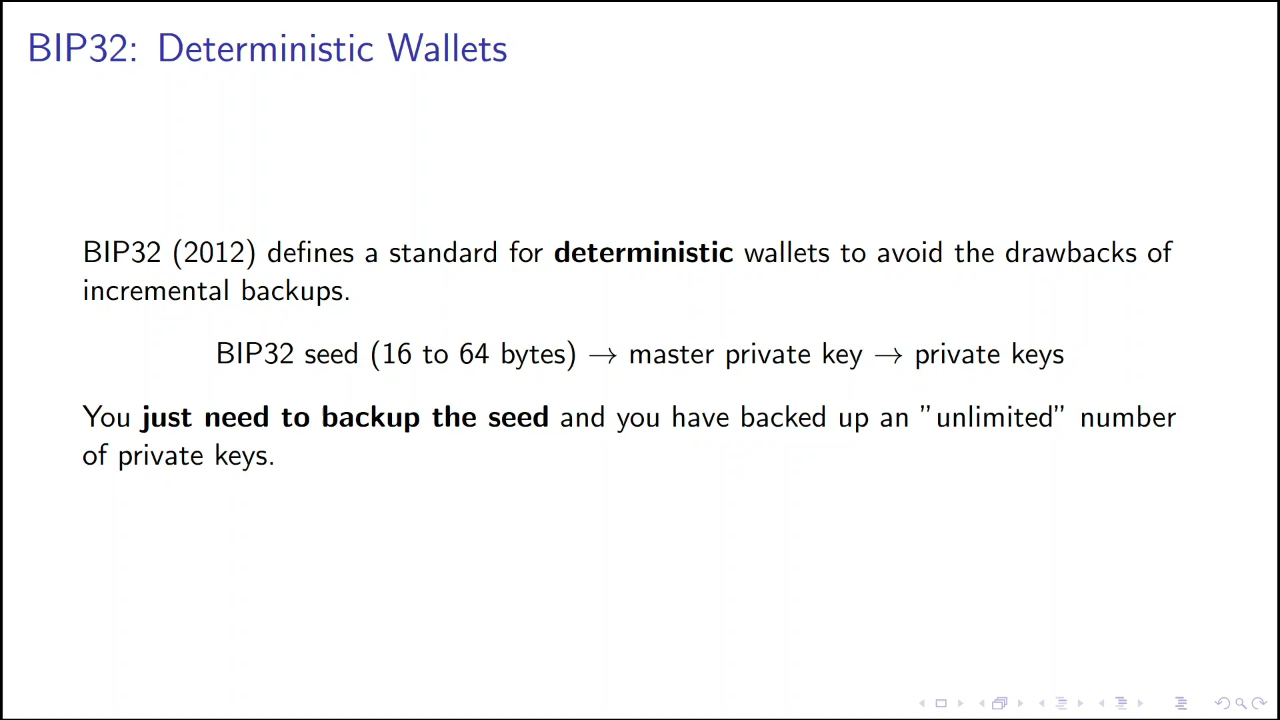 BIP32: Deterministic Wallets
BIP32 (2012) defines a standard for deterministic wallets to avoid the drawbacks of
incremental backups.
BIP32 seed (16 to 64 bytes) → master private key → private keys
You just need to backup the seed and you have backed up an ”unlimited” number
of private keys.